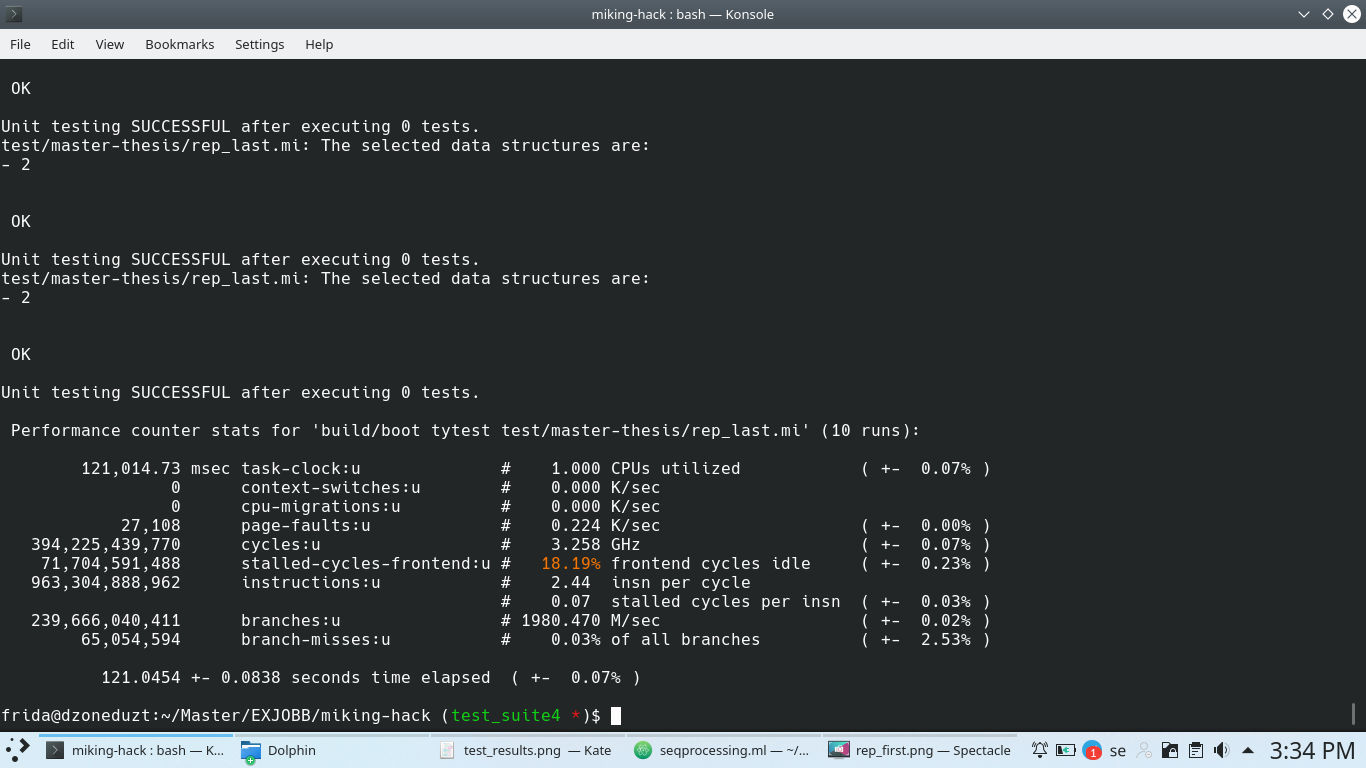 miking-hack : bash — Konsole
File Edit View Bookmarks Settings Help
OK
Unit testing SUCCESSFUL after executing 0 tests.
test/master-thesis/rep_last.mi: The selected data structures are:
- 2
OK
Unit testing SUCCESSFUL after executing 0 tests.
test/master-thesis/rep_last.mi: The selected data structures are:
- 2
OK
Unit testing SUCCESSFUL after executing 0 tests.
Performance counter stats for 'build/boot tytest test/master-thesis/rep_last.mi' (10 runs):
121,014.73 msec task-clock:u # 1.000 CPUs utilized ( +- 0.07% )
0 context-switches:u # 0.000 K/sec
0 cpu-migrations:u # 0.000 K/sec
27,108 page-faults:u # 0.224 K/sec ( +- 0.00% )
394,225,439,770 cycles:u # 3.258 GHz ( +- 0.07% )
71,704,591,488 stalled-cycles-frontend:u # 18.19% frontend cycles idle ( +- 0.23% )
963,304,888,962 instructions:u # 2.44 insn per cycle
# 0.07 stalled cycles per insn ( +- 0.03% )
239,666,040,411 branches:u # 1980.470 M/sec ( +- 0.02% )
65,054,594 branch-misses:u # 0.03% of all branches ( +- 2.53% )
121.0454 +- 0.0838 seconds time elapsed ( +- 0.07% )
frida@dzoneduzt:~/Master/EXJOBB/miking-hack (test_suite4 *)$
miking-hack : bash — K... Dolphin test_results.png — Kate seqprocessing.ml — ~/... rep_first.png — Spectacle 1 se 3:34 PM